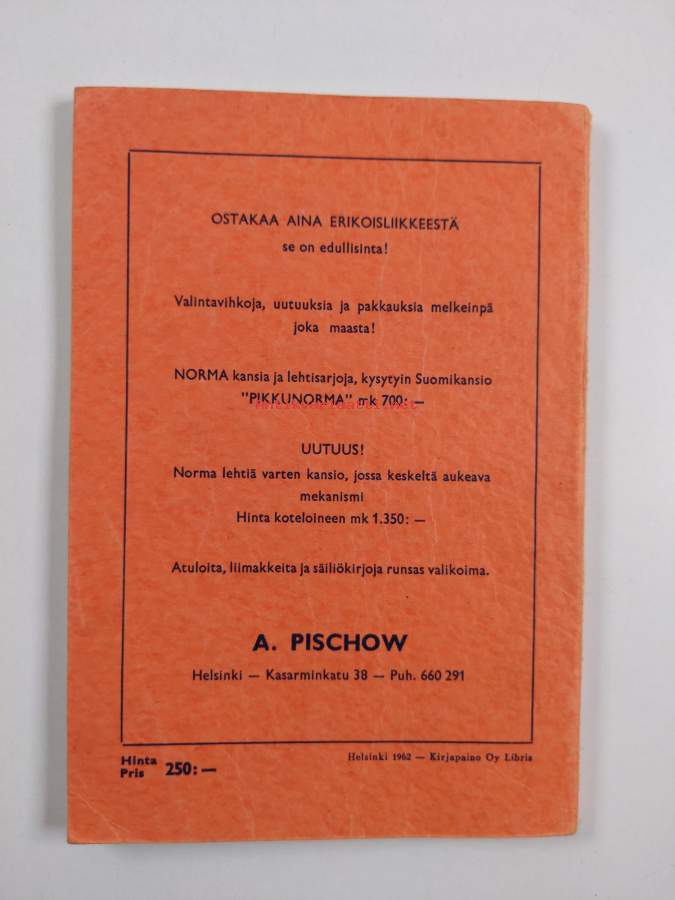 OSTAKAA AINA ERIKOISLIIKKEESTÄ
se on edullisinta!
Valintavihkoja, uutuuksia ja pakkauksia melkeinpä
joka maasta!
NORMA kansia ja lehtisarjoja, kysytyin Suomikansio
"PIKKUNORMA" mk 700: —
UUTUUS!
Norma lehtiä varten kansio, jossa keskeltä aukeava
mekanismi
Hinta koteloineen mk 1.350: —
Atuloita, liimakkeita ja säiliökirjoja runsas valikoima.
A. PISCHOW
Helsinki — Kasarminkatu 38 — Puh. 660 291
Hinta
Pris 250: —
Helsinki 1962 — Kirjapaino Oy Libris